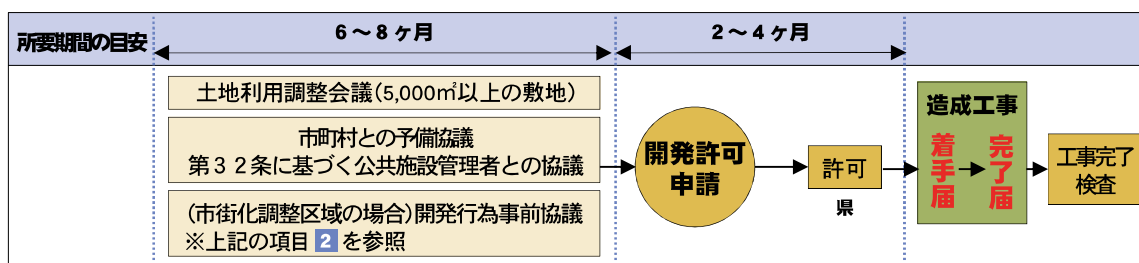 所要期間の目安
6～8ヶ月
2～4ヶ月
土地利用調整会議(5,000㎡以上の敷地)
市町村との予備協議
第３２条に基づく公共施設管理者との協議
(市街化調整区域の場合)開発行為事前協議
※上記の項目 2 を参照
開発許可
申請
許可
県
造成工事
着手届
完了届
工事完了
検査